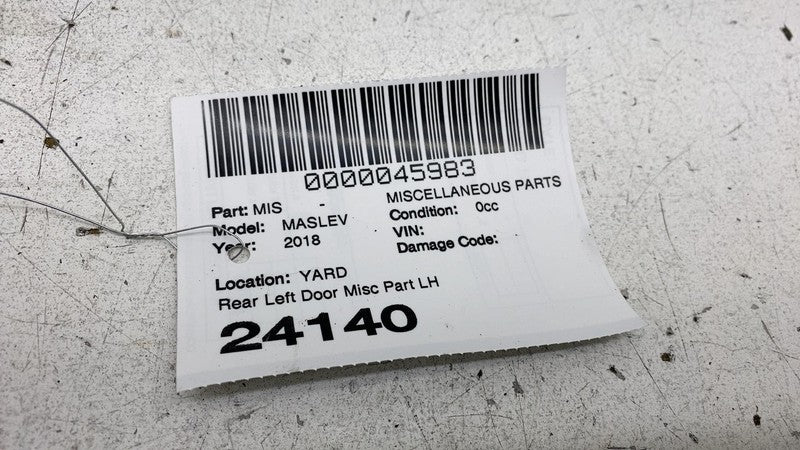 0000045983
Part: MIS - MISCELLANEOUS PARTS
Model: MASLEV Condition: 0cc
Year: 2018 VIN:
Damage Code:
Location: YARD
Rear Left Door Misc Part LH
24140